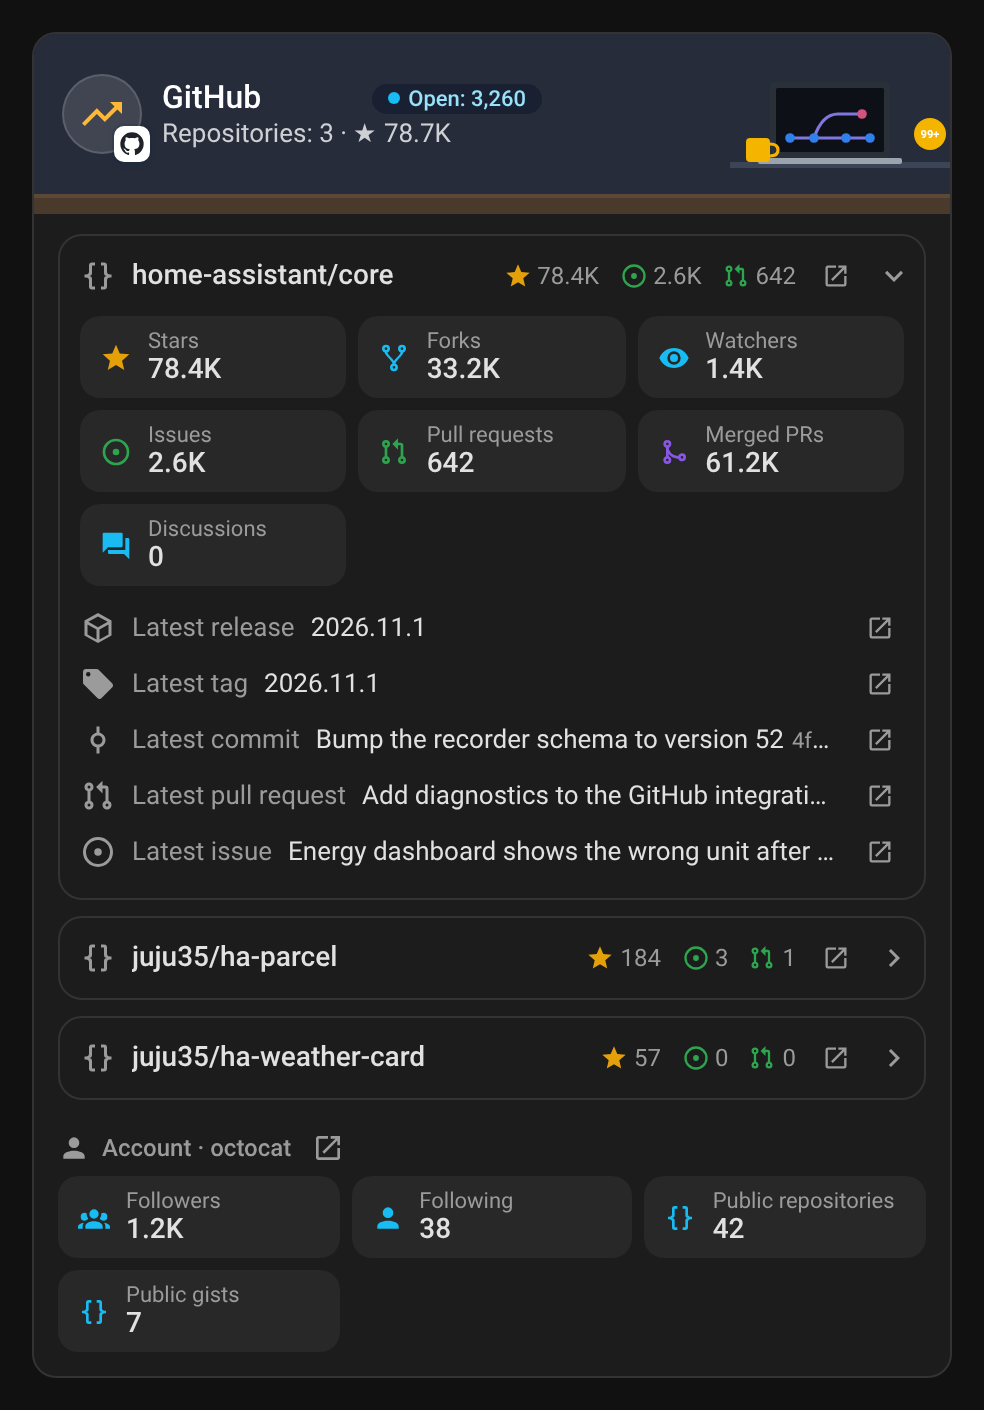 GitHub
Open: 3,260
Repositories: 3 · ★ 78.7K
99+
home-assistant/core
78.4K
2.6K
642
Stars
78.4K
Forks
33.2K
Watchers
1.4K
Issues
2.6K
Pull requests
642
Merged PRs
61.2K
Discussions
0
Latest release 2026.11.1
Latest tag 2026.11.1
Latest commit Bump the recorder schema to version 52 4f…
Latest pull request Add diagnostics to the GitHub integrati…
Latest issue Energy dashboard shows the wrong unit after …
juju35/ha-parcel
184
3
1
juju35/ha-weather-card
57
0
0
Account · octocat
Followers
1.2K
Following
38
Public repositories
42
Public gists
7